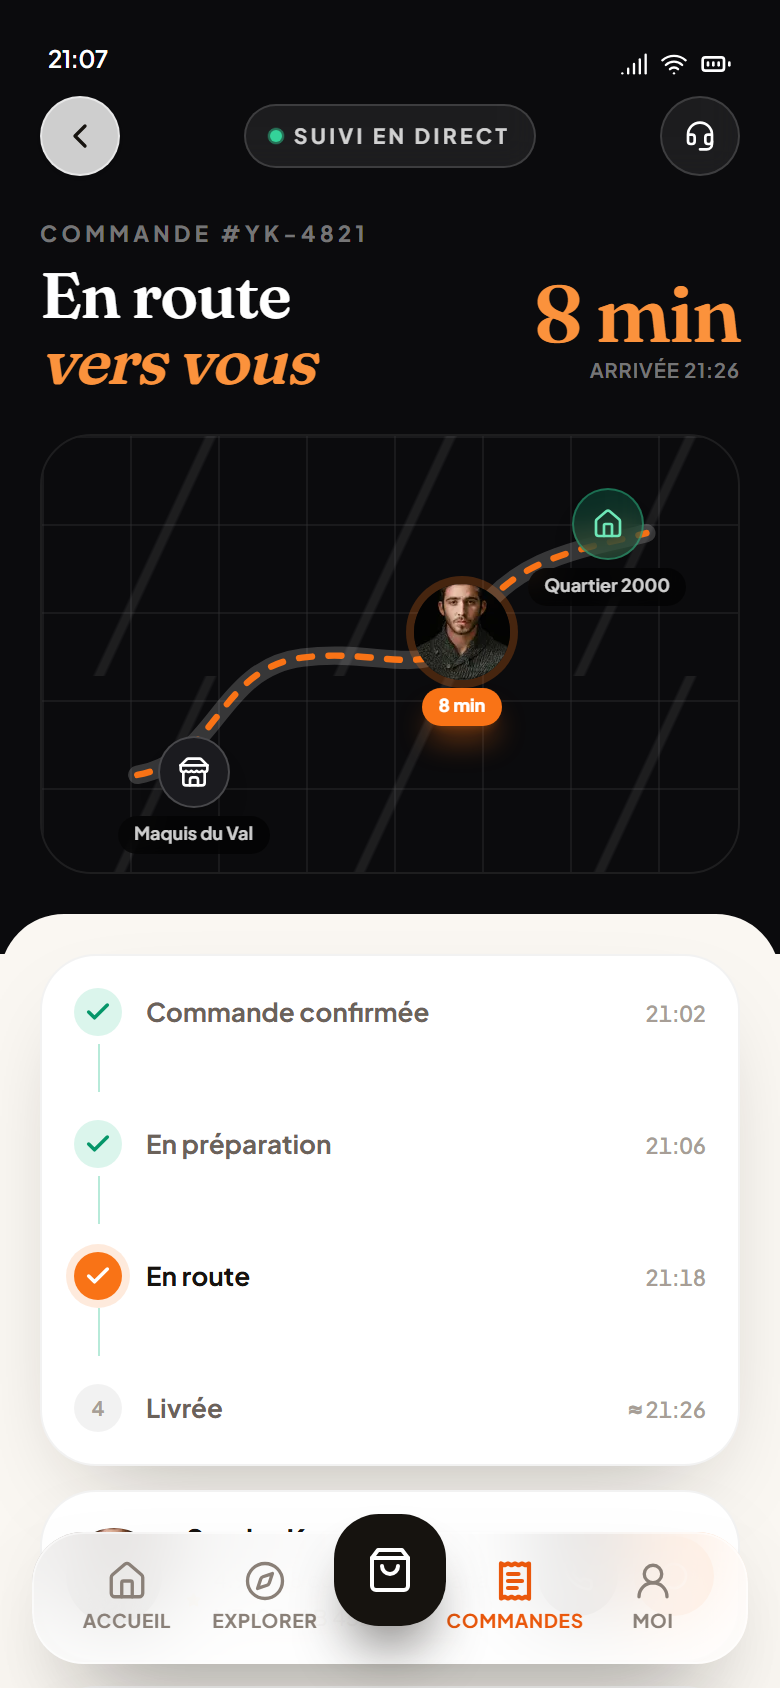 21:07
SUIVI EN DIRECT
COMMANDE #YK-4821
En route
vers vous
8 min
ARRIVÉE 21:26
Quartier 2000
8 min
Maquis du Val
Commande confirmée 21:02
En préparation 21:06
En route 21:18
4 Livrée ≈21:26
ACCUEIL EXPLORER COMMANDES MOI